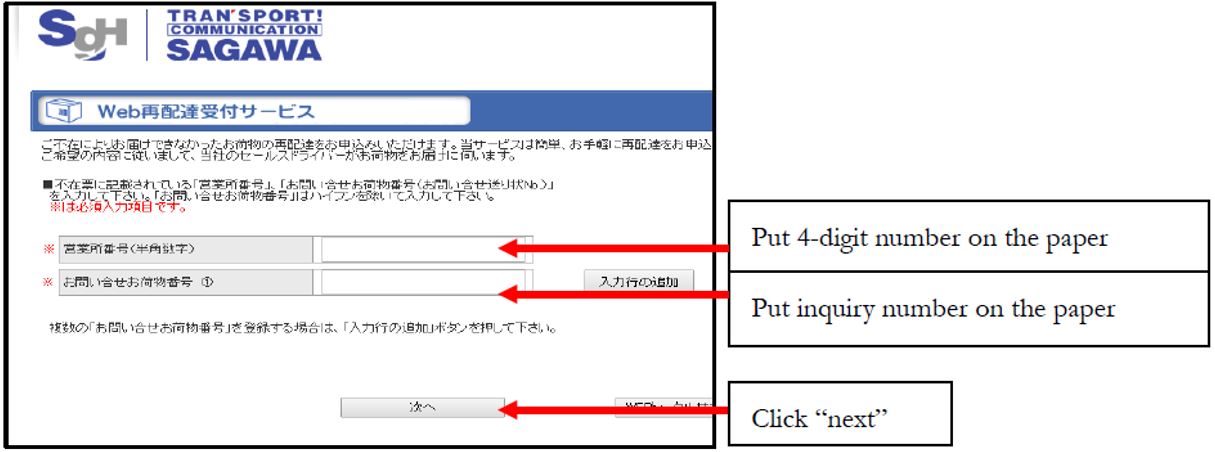 SGH
TRAN'SPORT!
COMMUNICATION
SAGAWA
Web再配達受付サービス
ご不在によりお届けできなかったお荷物の再配達をお申込みいただけます。当サービスは簡単、お手軽に再配達をお申込
ご希望の内容に従いまして、当社のセールスドライバーがお荷物をお届けに伺います。
■不在票に記載されている「営業所番号」、「お問い合せお荷物番号(お問い合せ送り状No.)」
を入力して下さい。「お問い合せお荷物番号」はハイフンを除いて入力して下さい。
※は必須入力項目です。
※ 営業所番号(半角数字)
Put 4-digit number on the paper
※ お問い合せお荷物番号 ①
入力行の追加
Put inquiry number on the paper
複数の「お問い合せお荷物番号」を登録する場合は、「入力行の追加」ボタンを押して下さい。
次へ
Click “next”